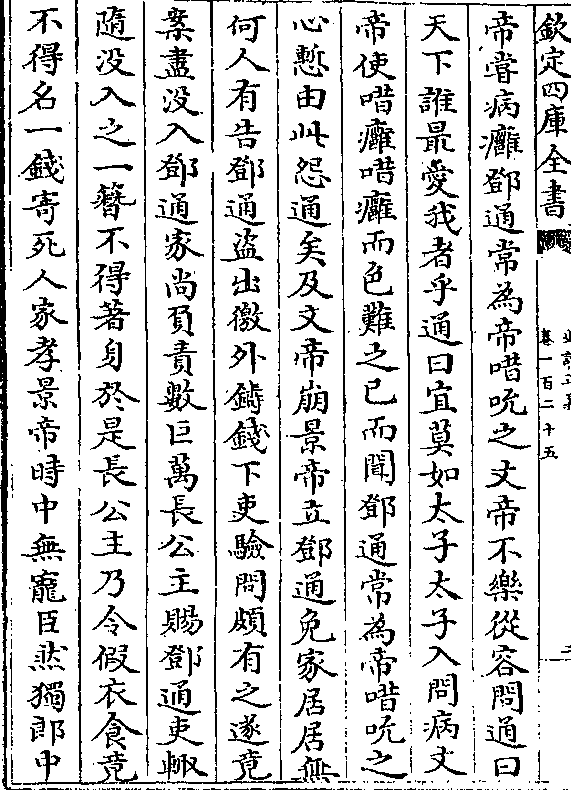 欽定四庫全書
史記正義
卷一百二十五
二
帝嘗病癰鄧通常為帝唶吮之文帝不樂從容問通曰
天下誰最愛我者乎通曰宜莫如太子太子入問病文
帝使唶癰唶癰而色難之已而聞鄧通常為帝唶吮之
心慙由此怨通矣及文帝崩景帝立鄧通免家居居無
何人有告鄧通盜出徼外鑄錢下吏驗問頗有之遂竟
案盡没入鄧通家尚負責數巨萬長公主賜鄧通吏輙
隨没入之一簪不得著身於是長公主乃令假衣食竟
不得名一錢寄死人家孝景帝時中無寵臣然獨郎中